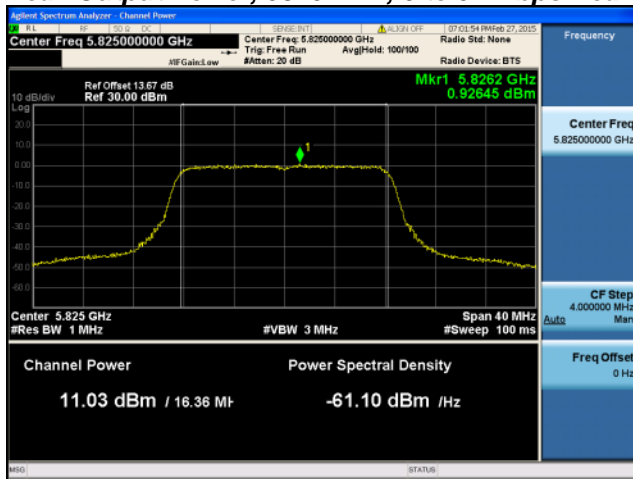 Agilent Spectrum Analyzer - Channel Power
RL RF 50 Ω DC SENSE:INT ALIGN OFF 07:01:54 PM Feb 27, 2015
Center Freq 5.825000000 GHz
Center Freq: 5.825000000 GHz Radio Std: None
Trig: Free Run Avg|Hold: 100/100
#IFGain:Low #Atten: 20 dB Radio Device: BTS
Frequency
Ref Offset 13.67 dB Mkr1 5.8262 GHz
10 dB/div Ref 30.00 dBm 0.92645 dBm
Log
20.0
10.0
0.00
-10.0
-20.0
-30.0
-40.0
-50.0
-60.0
1
Center Freq
5.825000000 GHz
Center 5.825 GHz Span 40 MHz
#Res BW 1 MHz #VBW 3 MHz #Sweep 100 ms
CF Step
4.000000 MHz
Auto Man
Channel Power Power Spectral Density
11.03 dBm / 16.36 MH -61.10 dBm /Hz
Freq Offset
0 Hz
MSG STATUS